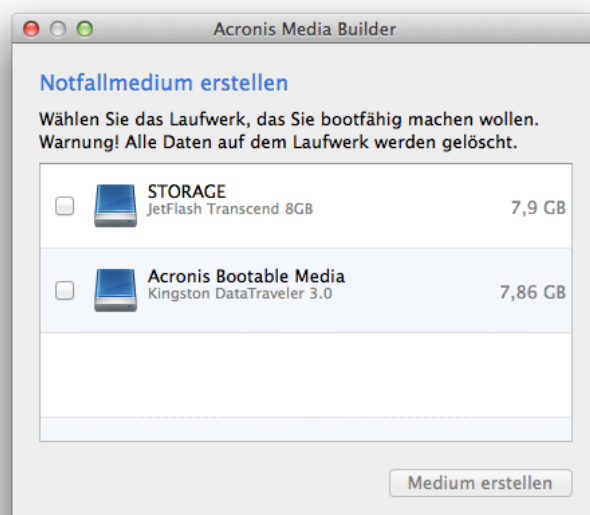 Acronis Media Builder
Notfallmedium erstellen
Wählen Sie das Laufwerk, das Sie bootfähig machen wollen.
Warnung! Alle Daten auf dem Laufwerk werden gelöscht.
STORAGE
JetFlash Transcend 8GB
7,9 GB
Acronis Bootable Media
Kingston DataTraveler 3.0
7,86 GB
Medium erstellen